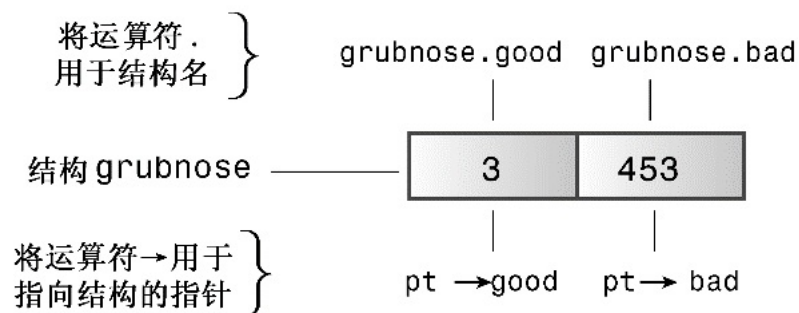 将运算符.
用于结构名
grubnose.good grubnose.bad
结构 grubnose
3 453
将运算符→用于
指向结构的指针
pt →good pt→ bad